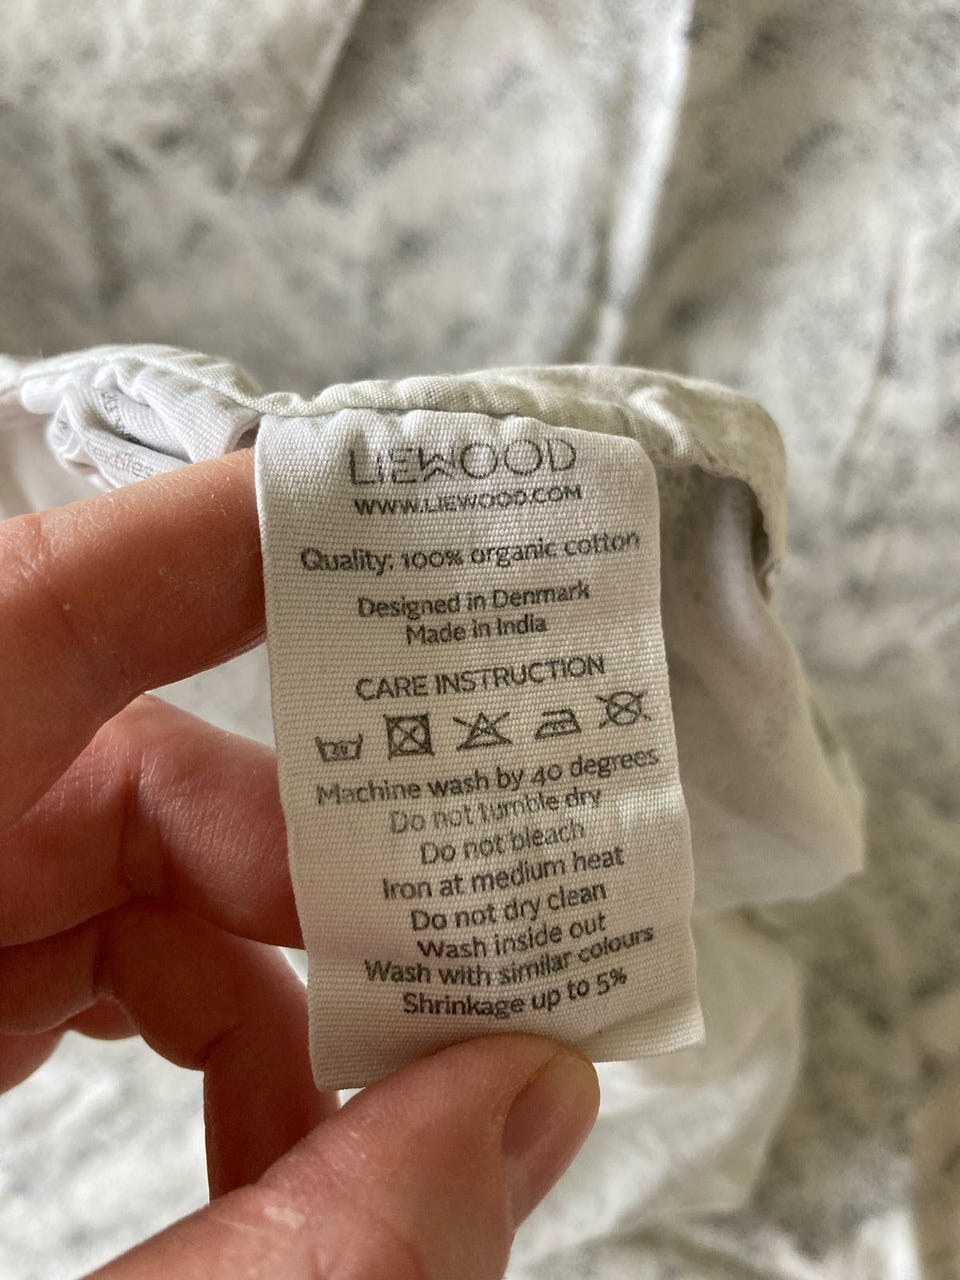 LIEWOOD
WWW.LIEWOOD.COM
Quality: 100% organic cotton
Designed in Denmark
Made in India
CARE INSTRUCTION
Machine wash by 40 degrees
Do not tumble dry
Do not bleach
Iron at medium heat
Do not dry clean
Wash inside out
Wash with similar colours
Shrinkage up to 5%